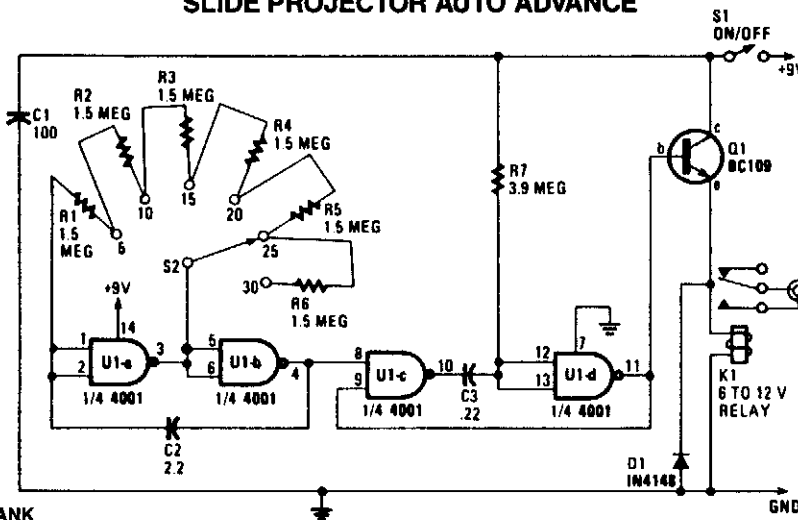 SLIDE PROJECTOR AUTO ADVANCE
S1
ON/OFF
+9V
C1
100
R2
1.5 MEG
R3
1.5 MEG
R4
1.5 MEG
R1
1.5
MEG
5
10
15
20
R5
1.5 MEG
25
S2
30
R6
1.5 MEG
R7
3.9 MEG
b
c
e
Q1
BC109
+9V
14
1
2
3
U1-a
1/4 4001
5
6
4
U1-b
1/4 4001
8
9
10
U1-c
1/4 4001
C3
.22
7
12
13
11
U1-d
1/4 4001
K1
6 TO 12 V
RELAY
C2
2.2
D1
IN4148
GND
ANK